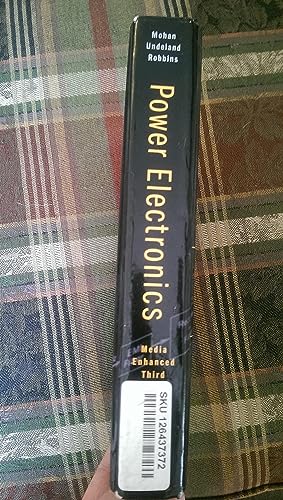 Mohan
Undeland
Robbins
Power Electronics
Media
Enhanced
Third
SKU 126437372